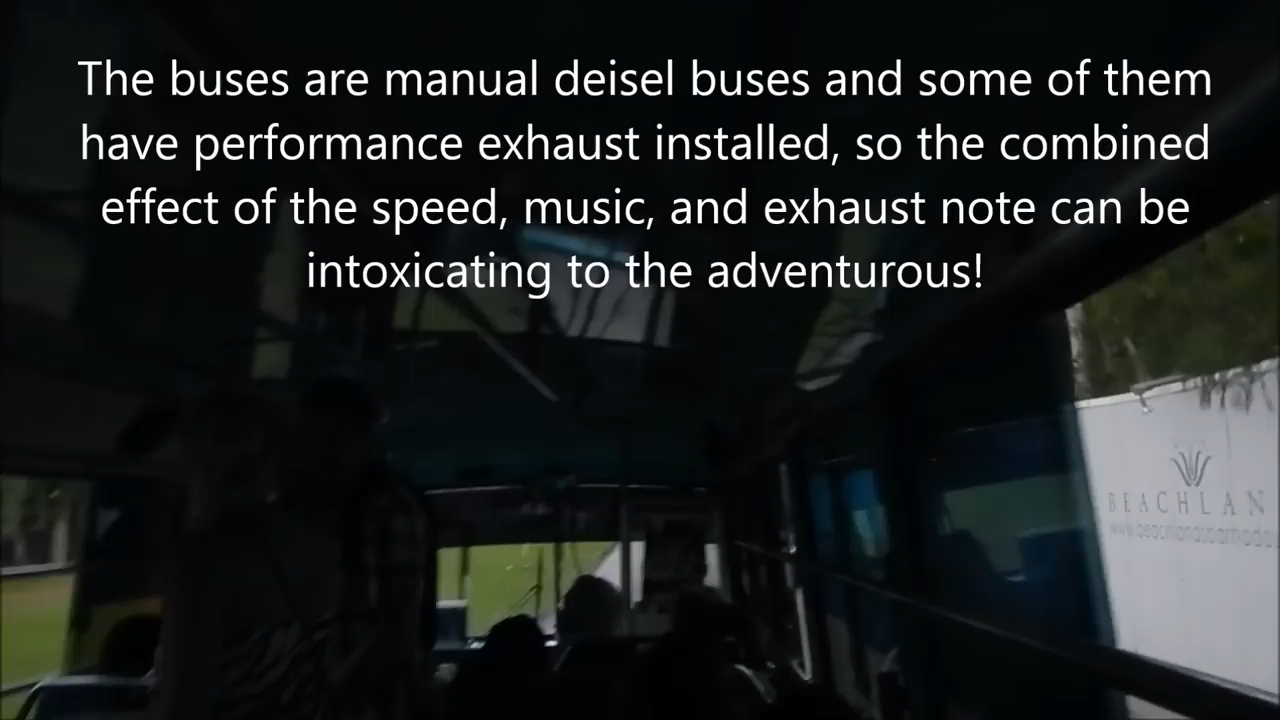 The buses are manual deisel buses and some of them
have performance exhaust installed, so the combined
effect of the speed, music, and exhaust note can be
intoxicating to the adventurous!
BEACHLAN